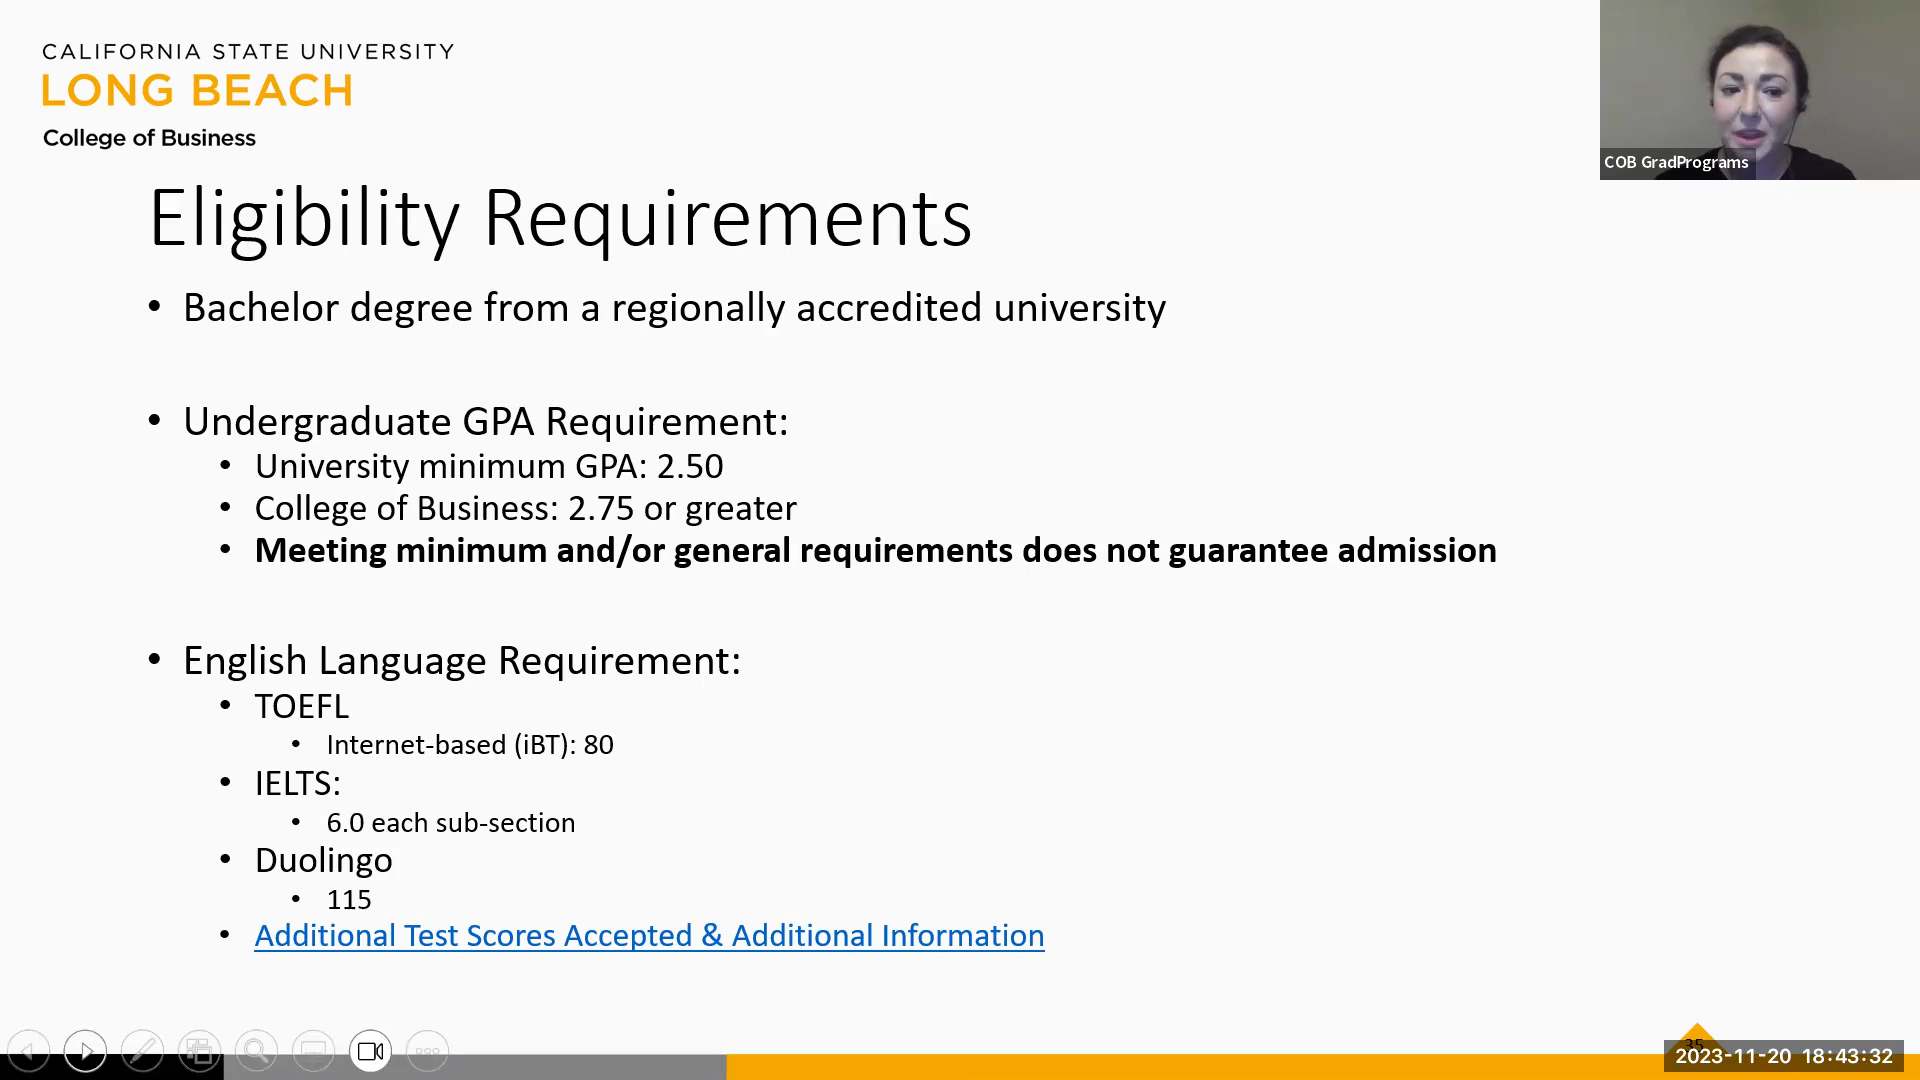 CALIFORNIA STATE UNIVERSITY
LONG BEACH
College of Business
COB GradPrograms
Eligibility Requirements
• Bachelor degree from a regionally accredited university
• Undergraduate GPA Requirement:
• University minimum GPA: 2.50
• College of Business: 2.75 or greater
• Meeting minimum and/or general requirements does not guarantee admission
• English Language Requirement:
• TOEFL
• Internet-based (iBT): 80
• IELTS:
• 6.0 each sub-section
• Duolingo
• 115
• Additional Test Scores Accepted & Additional Information
35
2023-11-20 18:43:32